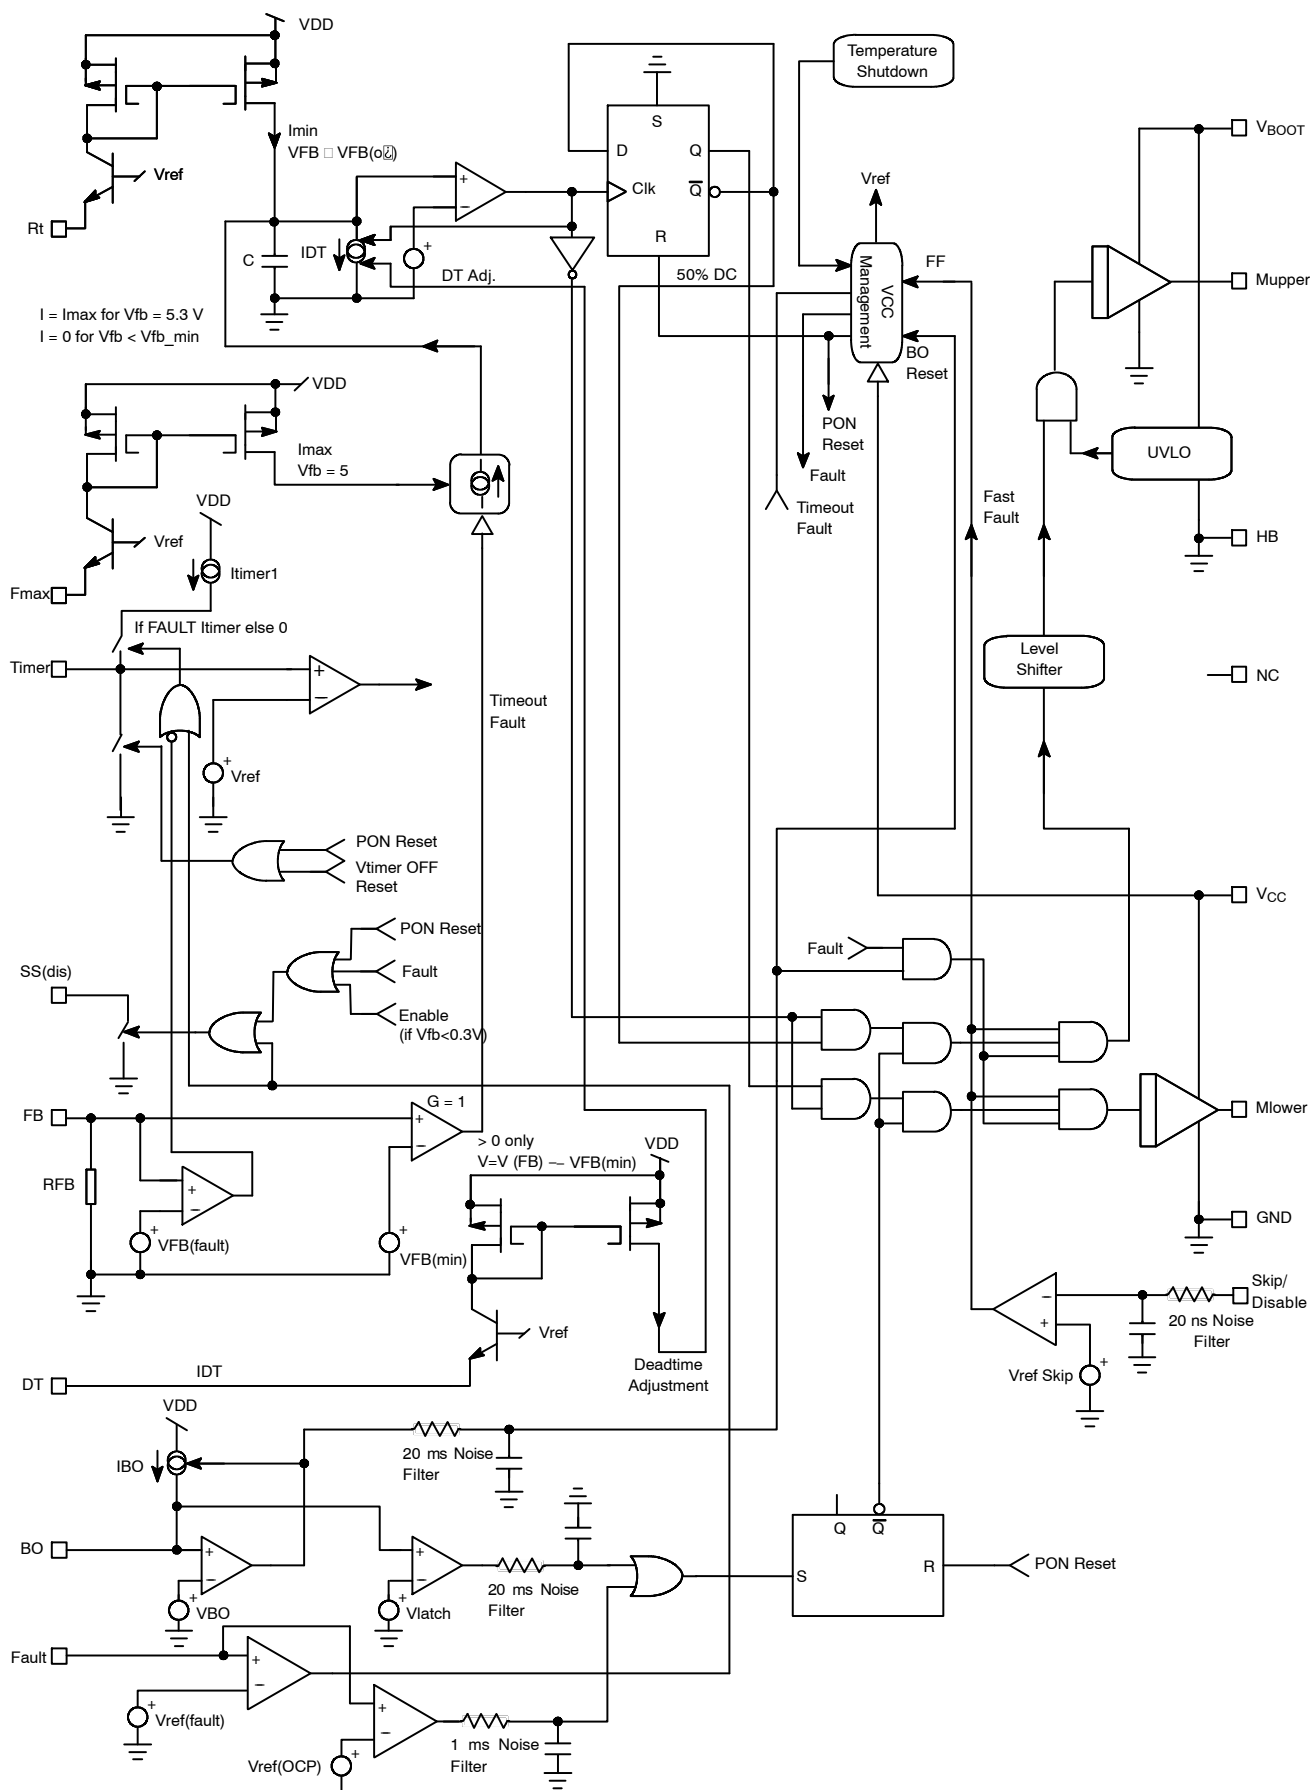 VDD
Temperature
Shutdown
Imin
VFB □ VFB(o
Vref
Rt
S
D
Q
Clk
Q
R
+
−
Vref
VBOOT
IDT
C
+
DT Adj.
50% DC
VCC
Management
FF
BO
Reset
Mupper
I = Imax for Vfb = 5.3 V
I = 0 for Vfb < Vfb_min
VDD
Imax
Vfb = 5
PON
Reset
Fault
Timeout
Fault
UVLO
Fast
Fault
HB
VDD
Vref
Itimer1
Fmax
If FAULT Itimer else 0
Timer
+
−
Timeout
Fault
Level
Shifter
NC
+
Vref
PON Reset
Vtimer OFF
Reset
VCC
PON Reset
Fault
Enable
(if Vfb<0.3V)
SS(dis)
Fault
FB
G = 1
+
−
> 0 only
V=V (FB) −− VFB(min)
VDD
Mlower
RFB
+
−
+
VFB(fault)
+
VFB(min)
GND
Vref
Skip/
Disable
−
+
20 ns Noise
Filter
Vref Skip
+
Deadtime
Adjustment
DT
IDT
VDD
IBO
20 ms Noise
Filter
BO
+
−
+
VBO
+
−
+
Vlatch
20 ms Noise
Filter
Q
Q
S
R
PON Reset
Fault
+
−
+
Vref(fault)
+
−
1 ms Noise
Filter
Vref(OCP)
+